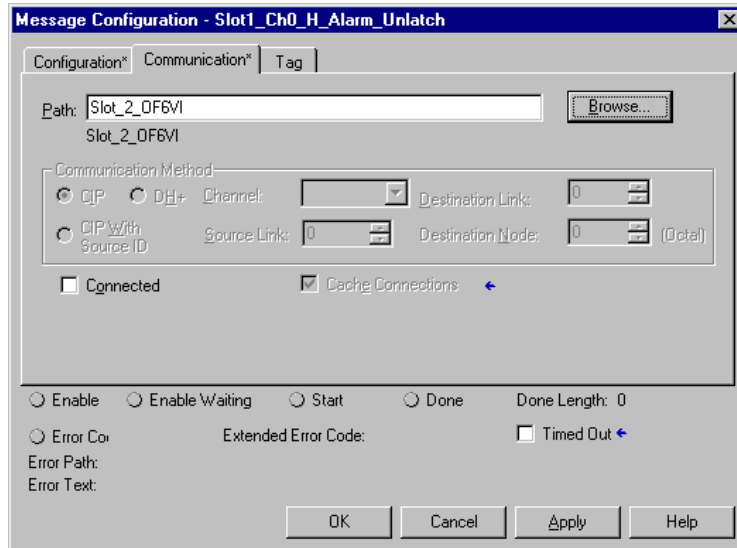 Message Configuration - Slot1_Ch0_H_Alarm_Unlatch
Configuration* Communication* Tag
Path: Slot_2_OF6VI Browse...
Slot_2_OF6VI
Communication Method
CIP DH+ Channel: Destination Link: 0
CIP With Source ID Source Link: 0 Destination Node: 0 (Octal)
Connected Cache Connections
Enable Enable Waiting Start Done Done Length: 0
Error Co Extended Error Code: Timed Out
Error Path:
Error Text:
OK Cancel Apply Help